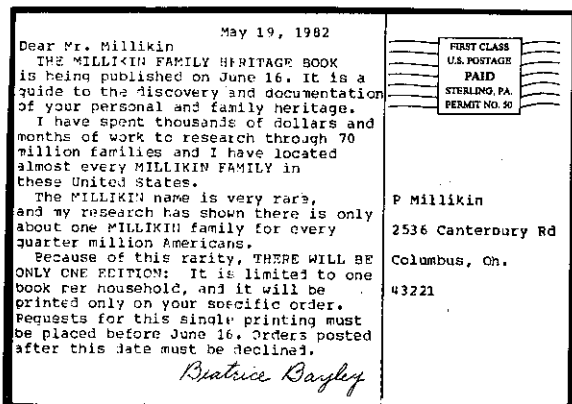 May 19, 1982
Dear Mr. Millikin
THE MILLIKIN FAMILY HERITAGE BOOK
is being published on June 16. It is a
guide to the discovery and documentation
of your personal and family heritage.
I have spent thousands of dollars and
months of work to research through 70
million families and I have located
almost every MILLIKIN FAMILY in
these United States.
The MILLIKIN name is very rare,
and my research has shown there is only
about one MILLIKIN family for every
quarter million Americans.
Because of this rarity, THERE WILL BE
ONLY ONE EDITION: It is limited to one
book per household, and it will be
printed only on your specific order.
Requests for this single printing must
be placed before June 16. Orders posted
after this date must be declined.
Beatrice Bayley
FIRST CLASS
U.S. POSTAGE
PAID
STERLING, PA.
PERMIT NO. 50
P Millikin
2536 Canterbury Rd
Columbus, Oh.
43221